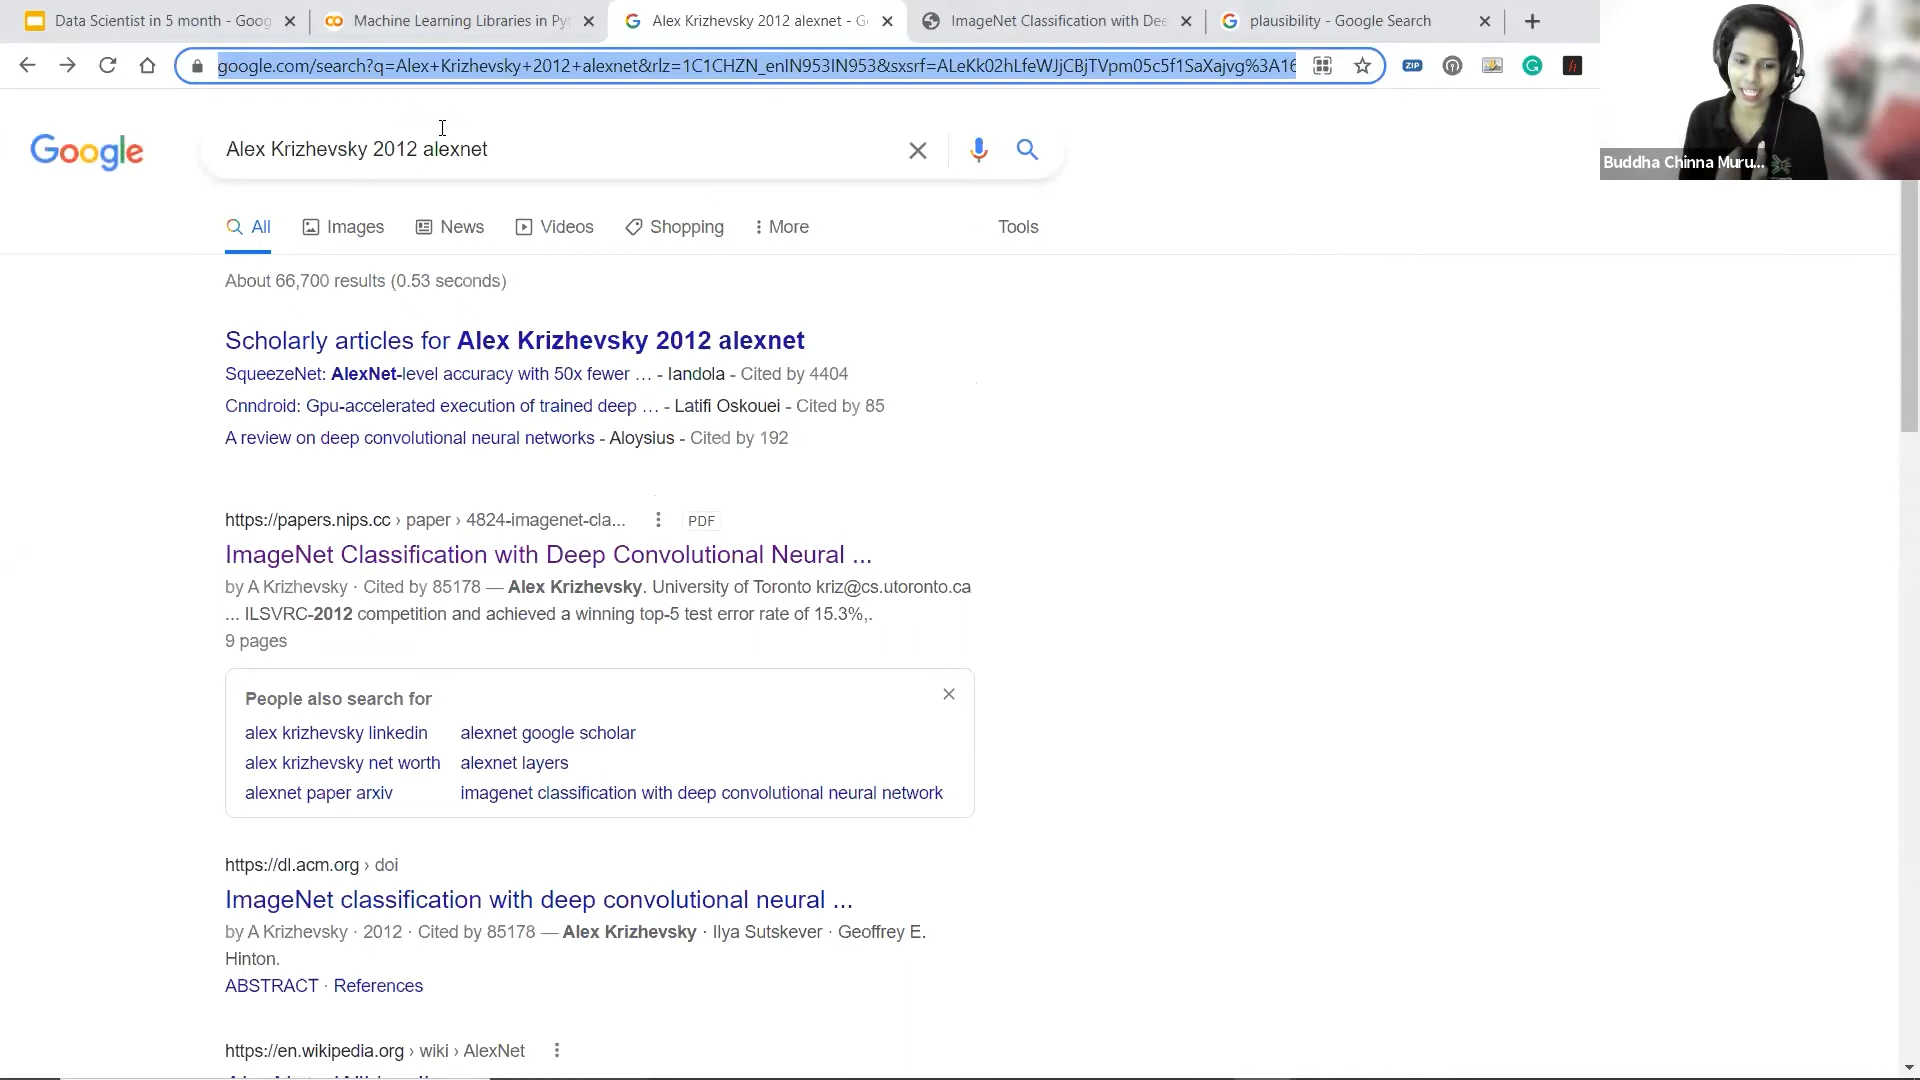 Data Scientist in 5 month - Goog
Machine Learning Libraries in Py
Alex Krizhevsky 2012 alexnet - G
ImageNet Classification with Dee
plausibility - Google Search
google.com/search?q=Alex+Krizhevsky+2012+alexnet&rlz=1C1CHZN_enIN953IN953&sxsrf=ALeKk02hLfeWJjCBjTVpm05c5f1SaXajvg%3A16
ZIP
Buddha Chinna Muru...
Google
Alex Krizhevsky 2012 alexnet
All Images News Videos Shopping More Tools
About 66,700 results (0.53 seconds)
Scholarly articles for Alex Krizhevsky 2012 alexnet
SqueezeNet: AlexNet-level accuracy with 50x fewer … - Iandola - Cited by 4404
Cnndroid: Gpu-accelerated execution of trained deep … - Latifi Oskouei - Cited by 85
A review on deep convolutional neural networks - Aloysius - Cited by 192
https://papers.nips.cc › paper › 4824-imagenet-cla... PDF
ImageNet Classification with Deep Convolutional Neural ...
by A Krizhevsky · Cited by 85178 — Alex Krizhevsky. University of Toronto kriz@cs.utoronto.ca
... ILSVRC-2012 competition and achieved a winning top-5 test error rate of 15.3%,.
9 pages
People also search for
alex krizhevsky linkedin alexnet google scholar
alex krizhevsky net worth alexnet layers
alexnet paper arxiv imagenet classification with deep convolutional neural network
https://dl.acm.org › doi
ImageNet classification with deep convolutional neural ...
by A Krizhevsky · 2012 · Cited by 85178 — Alex Krizhevsky · Ilya Sutskever · Geoffrey E.
Hinton.
ABSTRACT · References
https://en.wikipedia.org › wiki › AlexNet